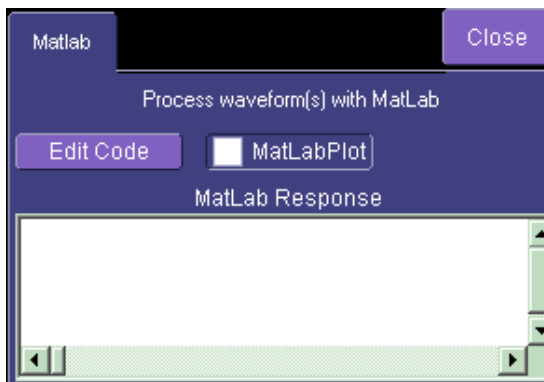 Matlab
Close
Process waveform(s) with MatLab
Edit Code
MatLabPlot
MatLab Response